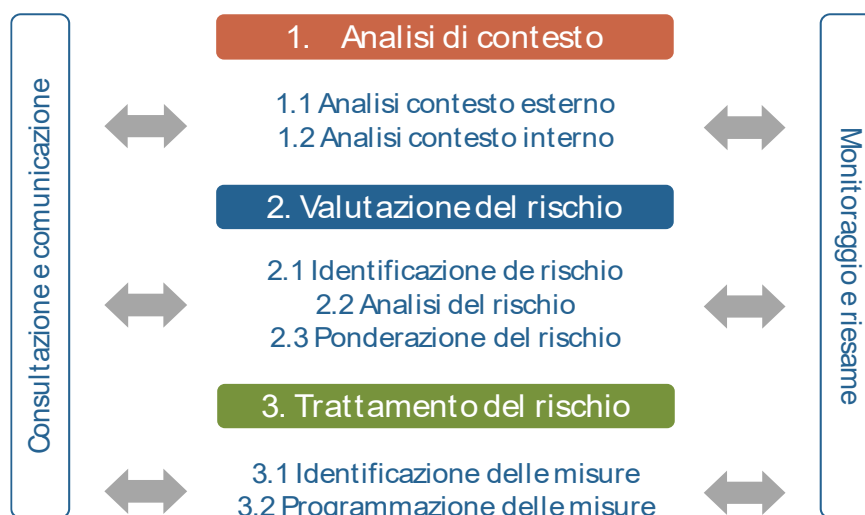 Consultazione e comunicazione
1. Analisi di contesto
1.1 Analisi contesto esterno
1.2 Analisi contesto interno
2. Valutazione del rischio
2.1 Identificazione de rischio
2.2 Analisi del rischio
2.3 Ponderazione del rischio
3. Trattamento del rischio
3.1 Identificazione delle misure
3.2 Programmazione delle misure
Monitoraggio e riesame